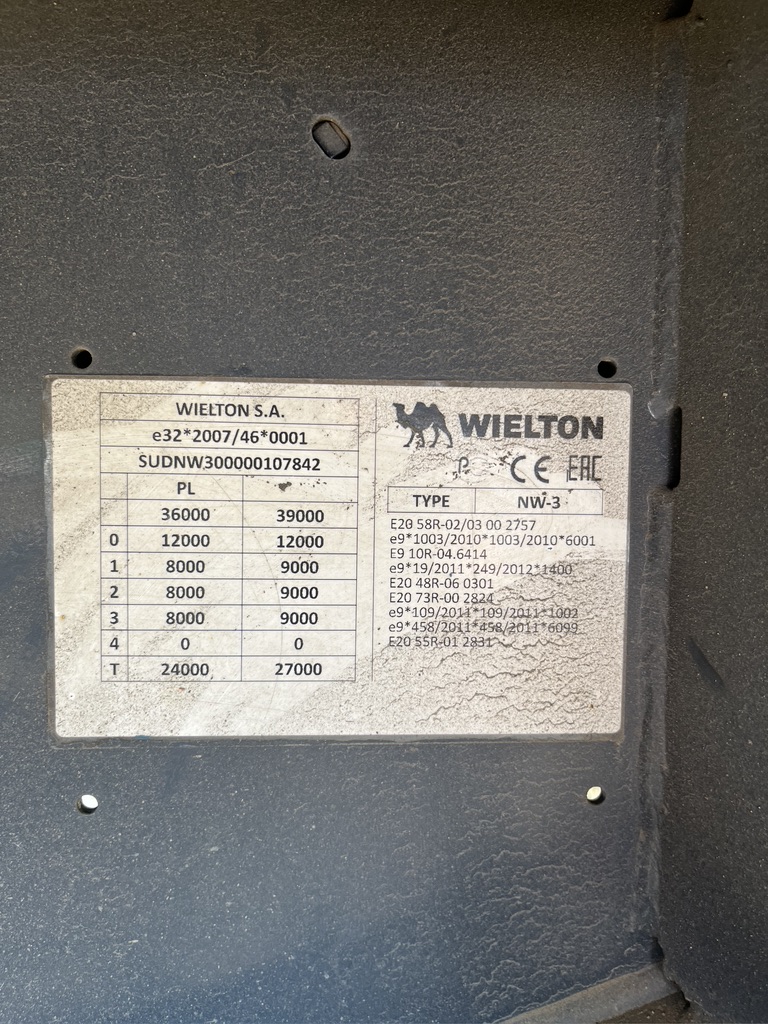 WIELTON S.A.
e32*2007/46*0001
SUDNW300000107842
PL
36000 39000
0 12000 12000
1 8000 9000
2 8000 9000
3 8000 9000
4 0 0
T 24000 27000
WIELTON
CE EAC
TYPE NW-3
E20 58R-02/03 00 2757
e9*1003/2010*1003/2010*6001
E9 10R-04.6414
e9*19/2011*249/2012*1400
E20 48R-06 0301
E20 73R-00 2824
e9*109/2011*109/2011*1002
e9*458/2011*458/2011*6099
E20 55R-01 2831